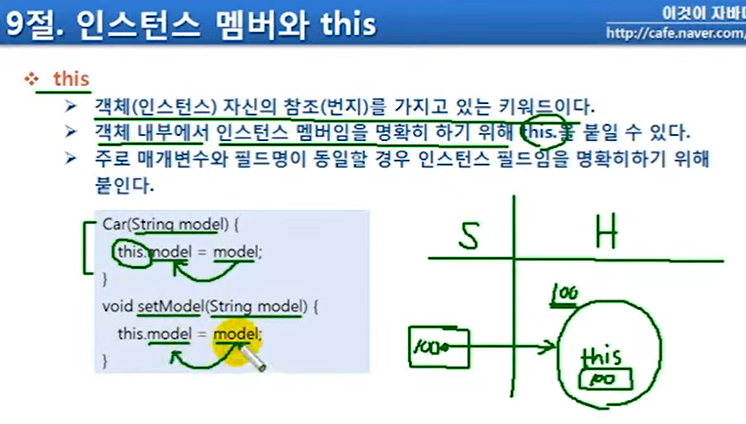 9절. 인스턴스 멤버와 this
이것이 자바다
http://cafe.naver.com/
this
객체(인스턴스) 자신의 참조(번지)를 가지고 있는 키워드이다.
객체 내부에서 인스턴스 멤버임을 명확히 하기 위해 this.을 붙일 수 있다.
주로 매개변수와 필드명이 동일할 경우 인스턴스 필드임을 명확히하기 위해
붙인다.
Car(String model) {
this.model = model;
}
void setModel(String model) {
this.model = model;
}
S H
100
100
this
100